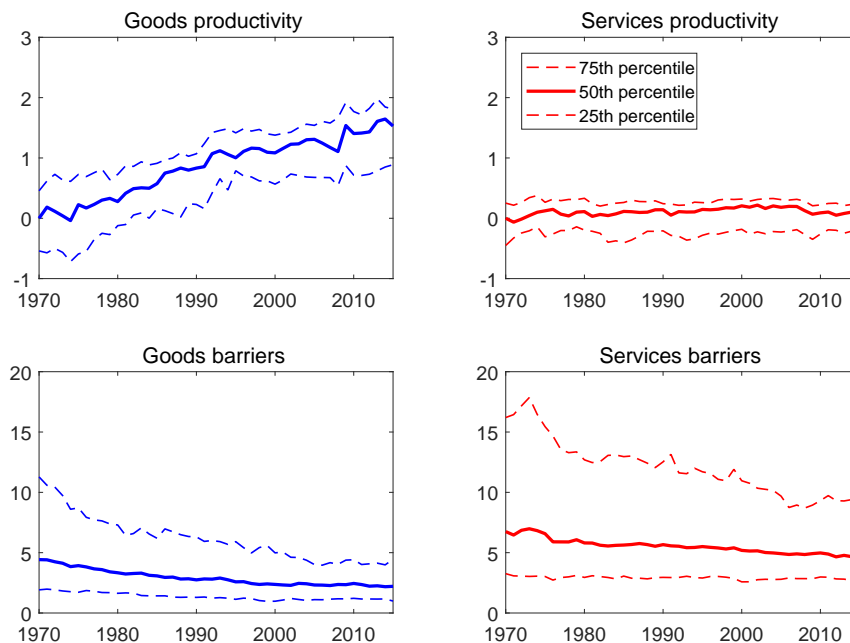 Goods productivity
3
2
1
0
-1
1970 1980 1990 2000 2010
Services productivity
3
2
1
0
-1
75th percentile
50th percentile
25th percentile
1970 1980 1990 2000 2010
Goods barriers
20
15
10
5
0
1970 1980 1990 2000 2010
Services barriers
20
15
10
5
0
1970 1980 1990 2000 2010